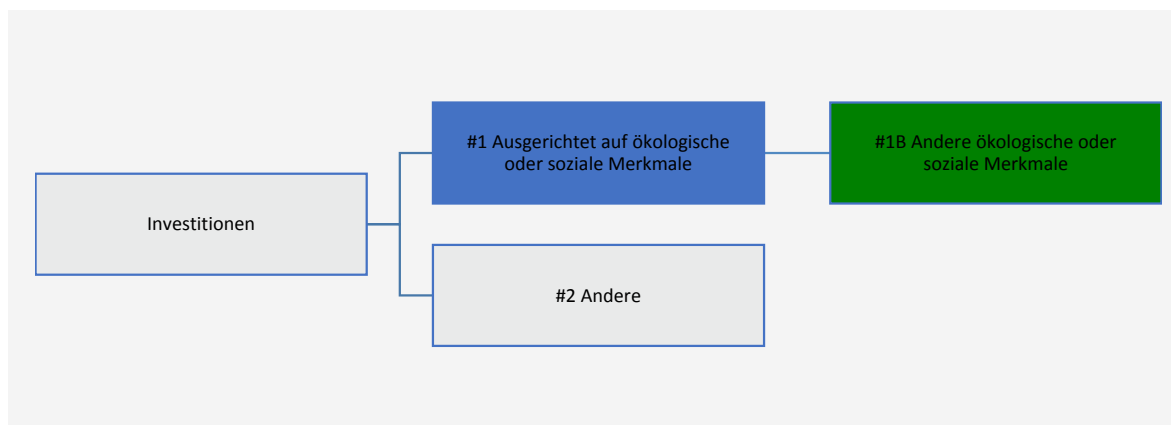 #1 Ausgerichtet auf ökologische
oder soziale Merkmale
#1B Andere ökologische oder
soziale Merkmale
Investitionen
#2 Andere